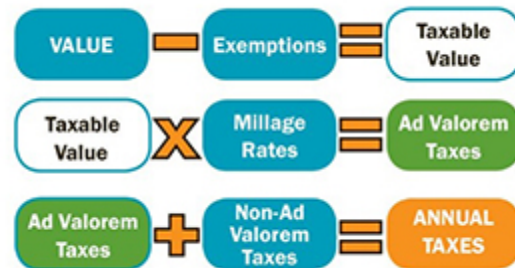 VALUE - Exemptions = Taxable
Value
Taxable
Value X Millage
Rates = Ad Valorem
Taxes
Ad Valorem
Taxes + Non-Ad
Valorem
Taxes = ANNUAL
TAXES